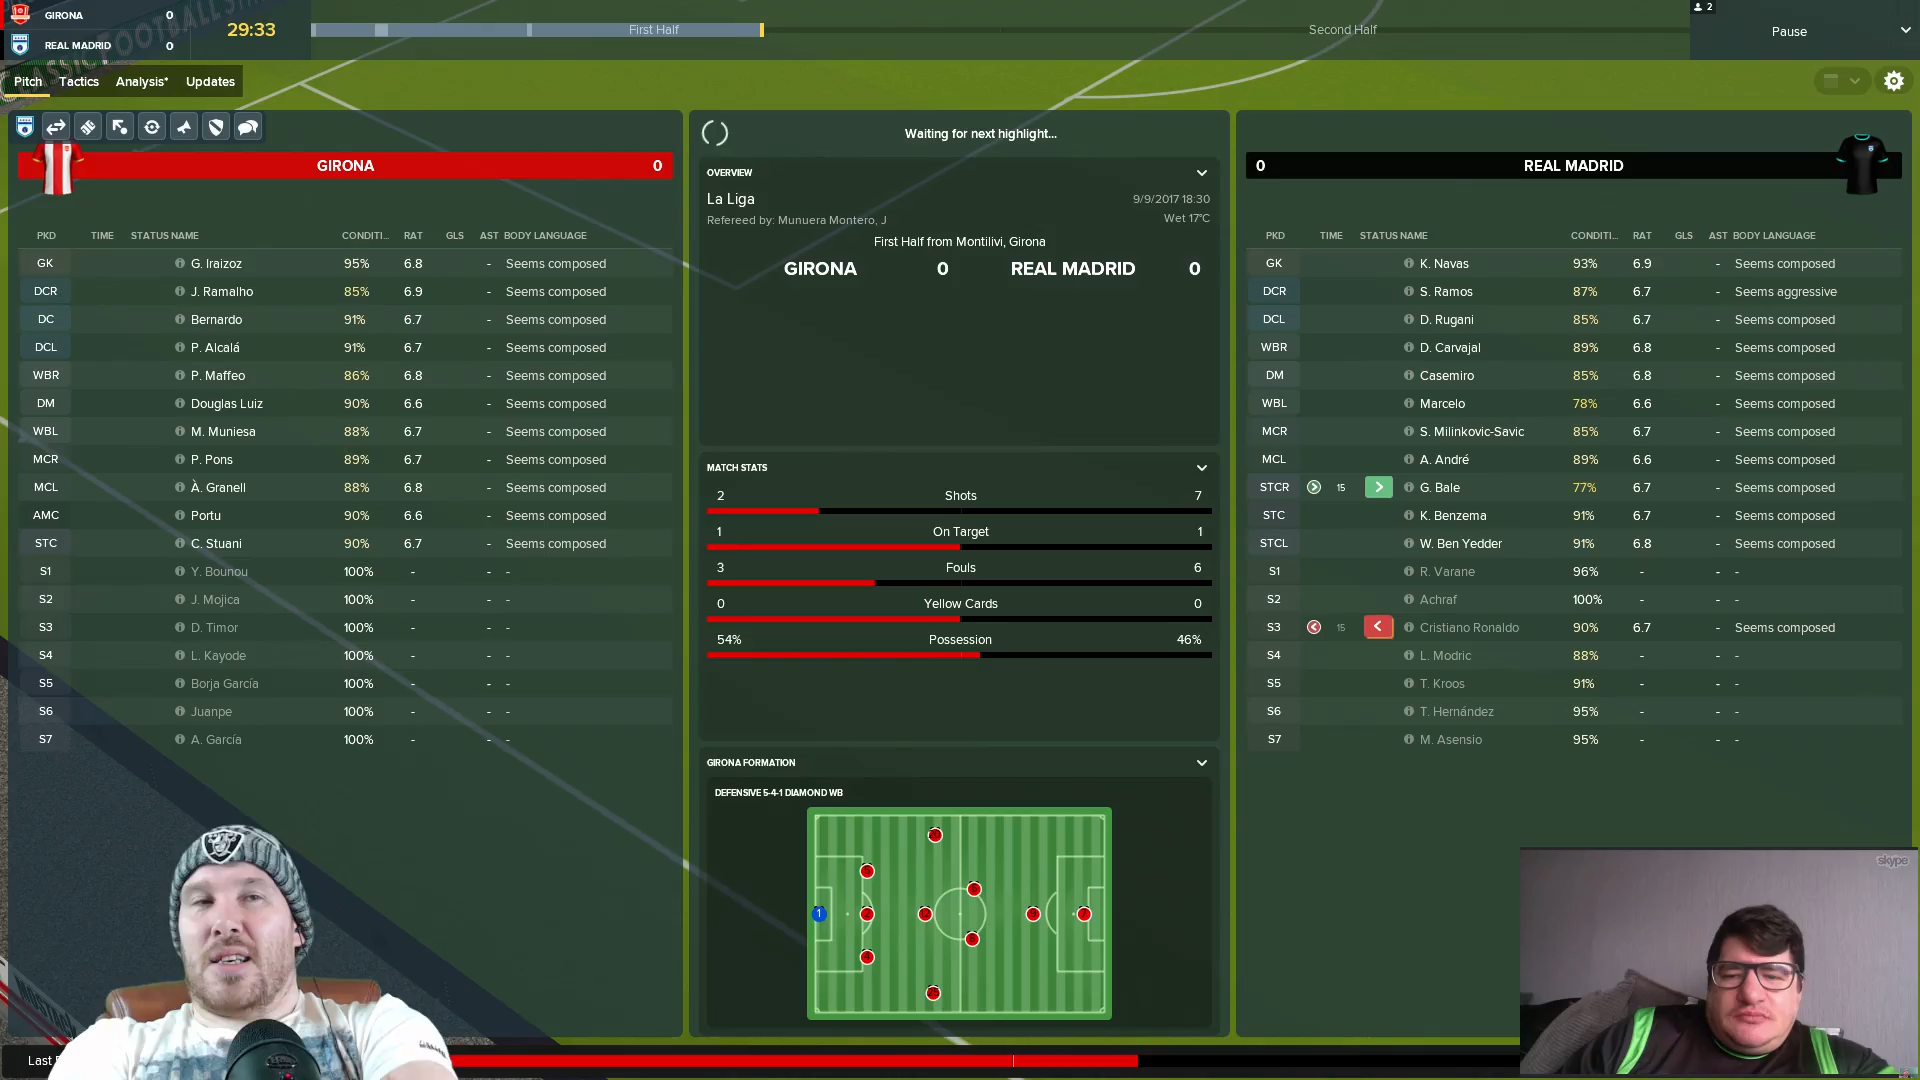 GIRONA 0
REAL MADRID 0
29:33
First Half
Second Half
2
Pause
Pitch Tactics Analysis* Updates
GIRONA 0
PKD TIME STATUS NAME CONDITI... RAT GLS AST BODY LANGUAGE
GK G. Iraizoz 95% 6.8 - Seems composed
DCR J. Ramalho 85% 6.9 - Seems composed
DC Bernardo 91% 6.7 - Seems composed
DCL P. Alcalá 91% 6.7 - Seems composed
WBR P. Maffeo 86% 6.8 - Seems composed
DM Douglas Luiz 90% 6.6 - Seems composed
WBL M. Muniesa 88% 6.7 - Seems composed
MCR P. Pons 89% 6.7 - Seems composed
MCL À. Granell 88% 6.8 - Seems composed
AMC Portu 90% 6.6 - Seems composed
STC C. Stuani 90% 6.7 - Seems composed
S1 Y. Bounou 100% - - -
S2 J. Mojica 100% - - -
S3 D. Timor 100% - - -
S4 L. Kayode 100% - - -
S5 Borja García 100% - - -
S6 Juanpe 100% - - -
S7 A. García 100% - - -
Waiting for next highlight...
OVERVIEW
La Liga 9/9/2017 18:30
Refereed by: Munuera Montero, J Wet 17°C
First Half from Montilivi, Girona
GIRONA 0 REAL MADRID 0
MATCH STATS
2 Shots 7
1 On Target 1
3 Fouls 6
0 Yellow Cards 0
54% Possession 46%
GIRONA FORMATION
DEFENSIVE 5-4-1 DIAMOND WB
1
0 REAL MADRID
PKD TIME STATUS NAME CONDITI... RAT GLS AST BODY LANGUAGE
GK K. Navas 93% 6.9 - Seems composed
DCR S. Ramos 87% 6.7 - Seems aggressive
DCL D. Rugani 85% 6.7 - Seems composed
WBR D. Carvajal 89% 6.8 - Seems composed
DM Casemiro 85% 6.8 - Seems composed
WBL Marcelo 78% 6.6 - Seems composed
MCR S. Milinkovic-Savic 85% 6.7 - Seems composed
MCL A. André 89% 6.6 - Seems composed
STCR 15 G. Bale 77% 6.7 - Seems composed
STC K. Benzema 91% 6.7 - Seems composed
STCL W. Ben Yedder 91% 6.8 - Seems composed
S1 R. Varane 96% - - -
S2 Achraf 100% - - -
S3 15 Cristiano Ronaldo 90% 6.7 - Seems composed
S4 L. Modric 88% - - -
S5 T. Kroos 91% - - -
S6 T. Hernández 95% - - -
S7 M. Asensio 95% - - -
skype
Last